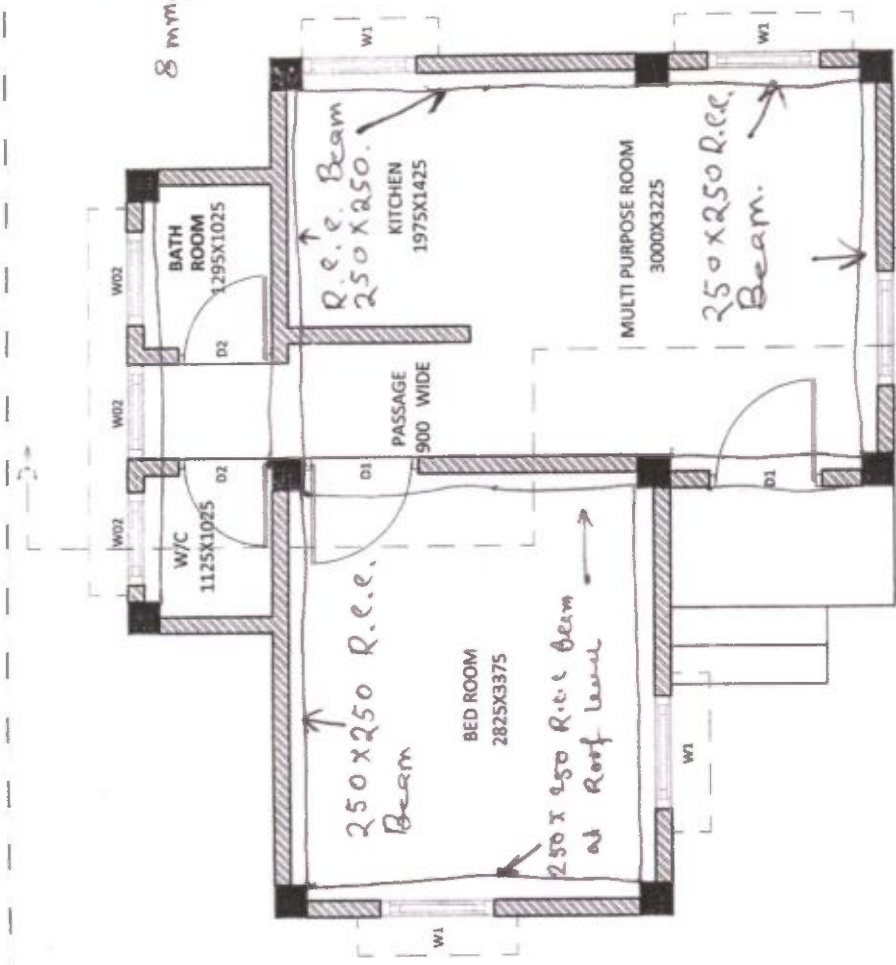 8 mm
W1
W1
W02
W02
W02
BATH
ROOM
1295X1025
D2
R.c.c. Beam
250 x 250.
KITCHEN
1975X1425
W/C
1125X1025
D2
PASSAGE
900 WIDE
D1
MULTI PURPOSE ROOM
3000X3225
250 x 250 R.c.c.
Beam.
D1
250 x 250 R.c.c.
Beam
BED ROOM
2825X3375
250 x 250 R.c.c Beam
at Roof level
W1
W1